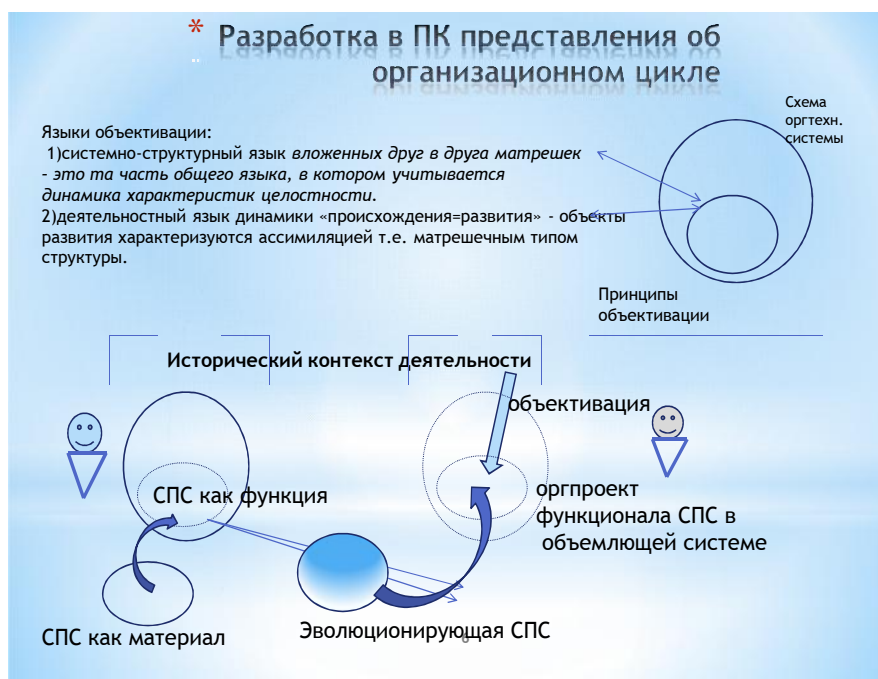 * Разработка в ПК представления об
организационном цикле
Схема
оргтехн.
системы
Языки объективации:
1)системно-структурный язык вложенных друг в друга матрешек
– это та часть общего языка, в котором учитывается
динамика характеристик целостности.
2)деятельностный язык динамики «происхождения=развития» - объекты
развития характеризуются ассимиляцией т.е. матрешечным типом
структуры.
Принципы
объективации
Исторический контекст деятельности
объективация
СПС как функция
оргпроект
функционала СПС в
объемлющей системе
СПС как материал
Эволюционирующая СПС
6